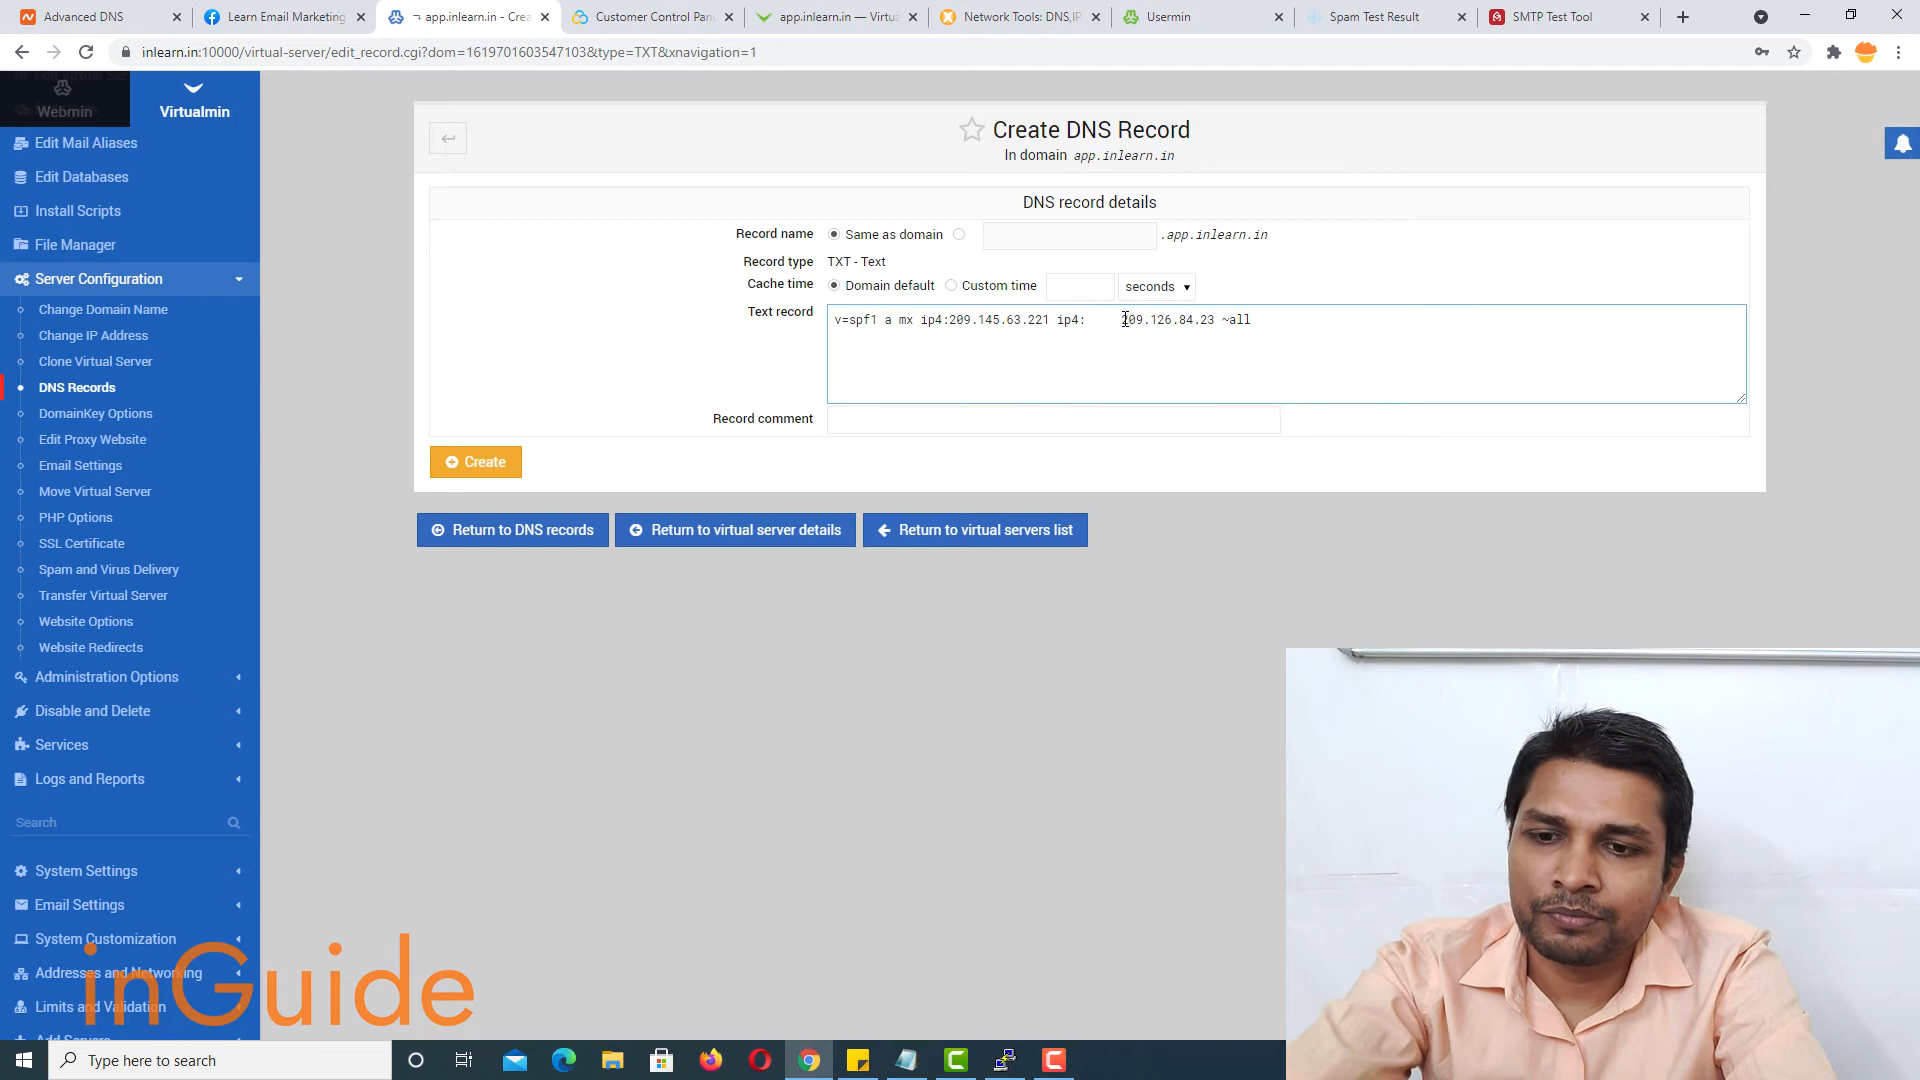 Advanced DNS
Learn Email Marketing
app.inlearn.in - Crea
Customer Control Pan
app.inlearn.in — Virtua
Network Tools: DNS,IP
Usermin
Spam Test Result
SMTP Test Tool
inlearn.in:10000/virtual-server/edit_record.cgi?dom=1619701603547103&type=TXT&xnavigation=1
Webmin
Virtualmin
Edit Mail Aliases
Edit Databases
Install Scripts
File Manager
Server Configuration
Change Domain Name
Change IP Address
Clone Virtual Server
DNS Records
DomainKey Options
Edit Proxy Website
Email Settings
Move Virtual Server
PHP Options
SSL Certificate
Spam and Virus Delivery
Transfer Virtual Server
Website Options
Website Redirects
Administration Options
Disable and Delete
Services
Logs and Reports
Search
System Settings
Email Settings
System Customization
Addresses and Networking
Limits and Validation
Add Servers
Create DNS Record
In domain app.inlearn.in
DNS record details
Record name Same as domain .app.inlearn.in
Record type TXT - Text
Cache time Domain default Custom time seconds
Text record v=spf1 a mx ip4:209.145.63.221 ip4: 209.126.84.23 ~all
Record comment
Create
Return to DNS records
Return to virtual server details
Return to virtual servers list
inGuide
Type here to search